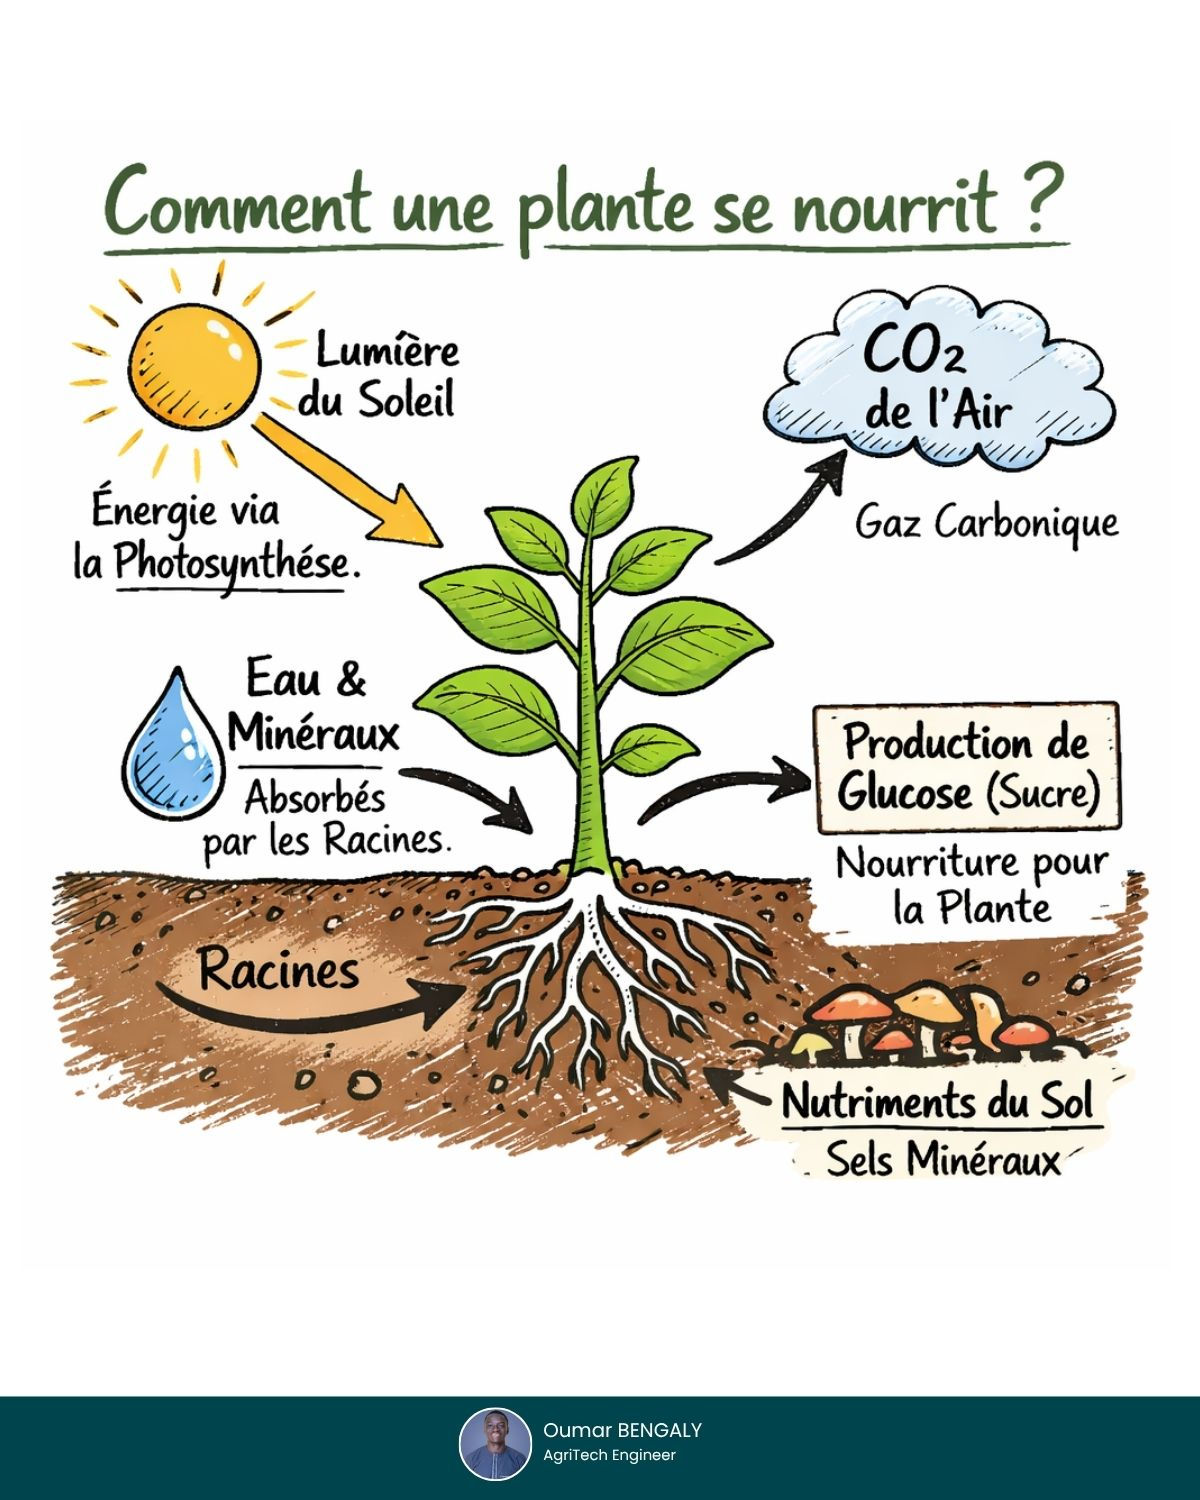 Comment une plante se nourrit ?
Lumière
du Soleil
Énergie via
la Photosynthése.
CO₂
de l'Air
Gaz Carbonique
Eau &
Minéraux
Absorbés
par les Racines.
Production de
Glucose (Sucre)
Nourriture pour
la Plante
Racines
Nutriments du Sol
Sels Minéraux
Oumar BENGALY
AgriTech Engineer